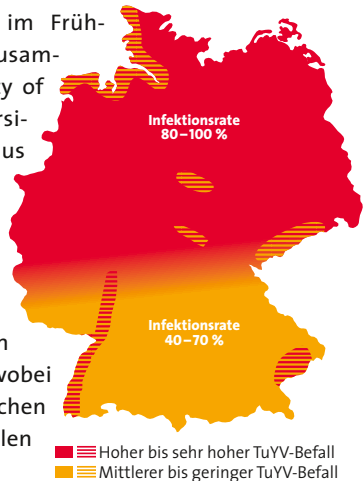 im Früh-
usam-
ty of
rsi-
us
Infektionsrate
80–100 %
Infektionsrate
40–70 %
n
wobei
chen
len
Hoher bis sehr hoher TuYV-Befall
Mittlerer bis geringer TuYV-Befall